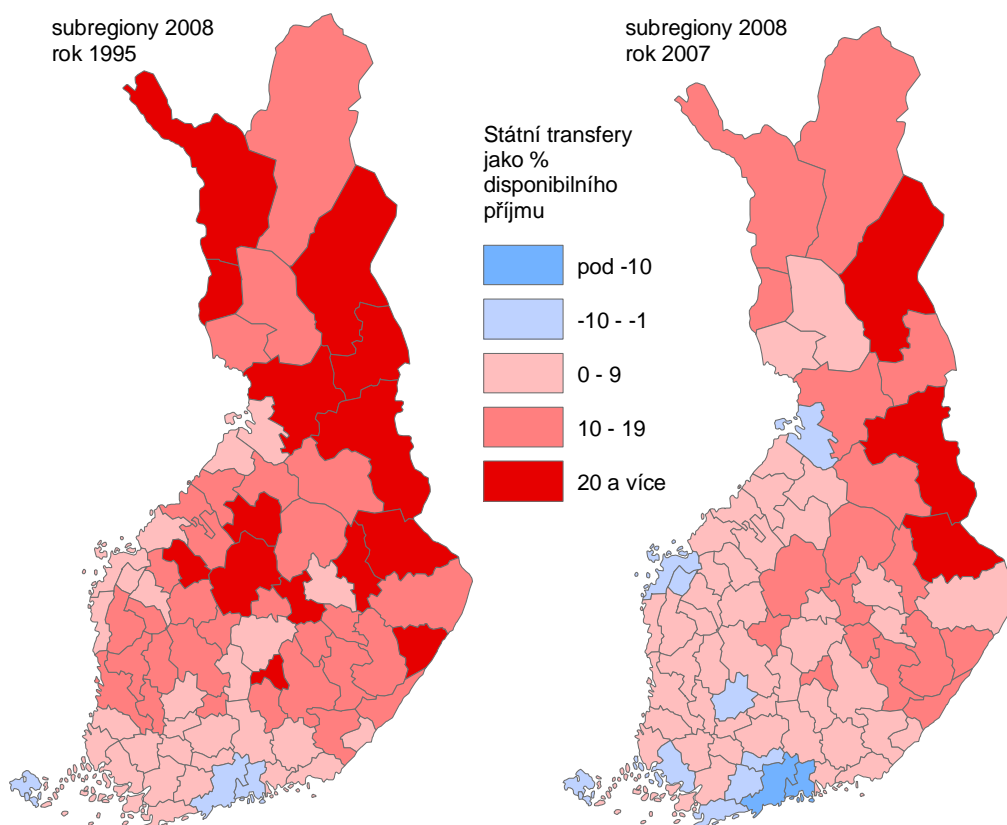 subregiony 2008
rok 1995
subregiony 2008
rok 2007
Státní transfery
jako %
disponibilního
příjmu
pod -10
-10 - -1
0 - 9
10 - 19
20 a více